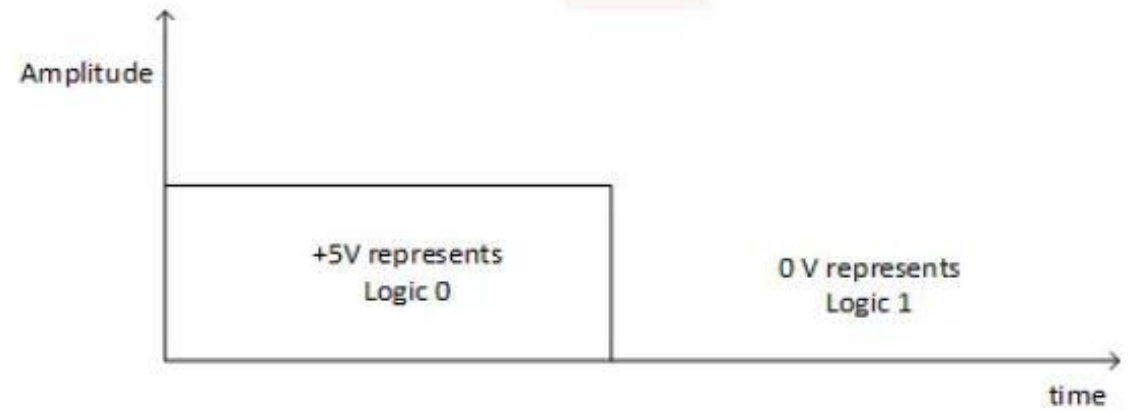 Amplitude
+5V represents
Logic 0
0 V represents
Logic 1
time